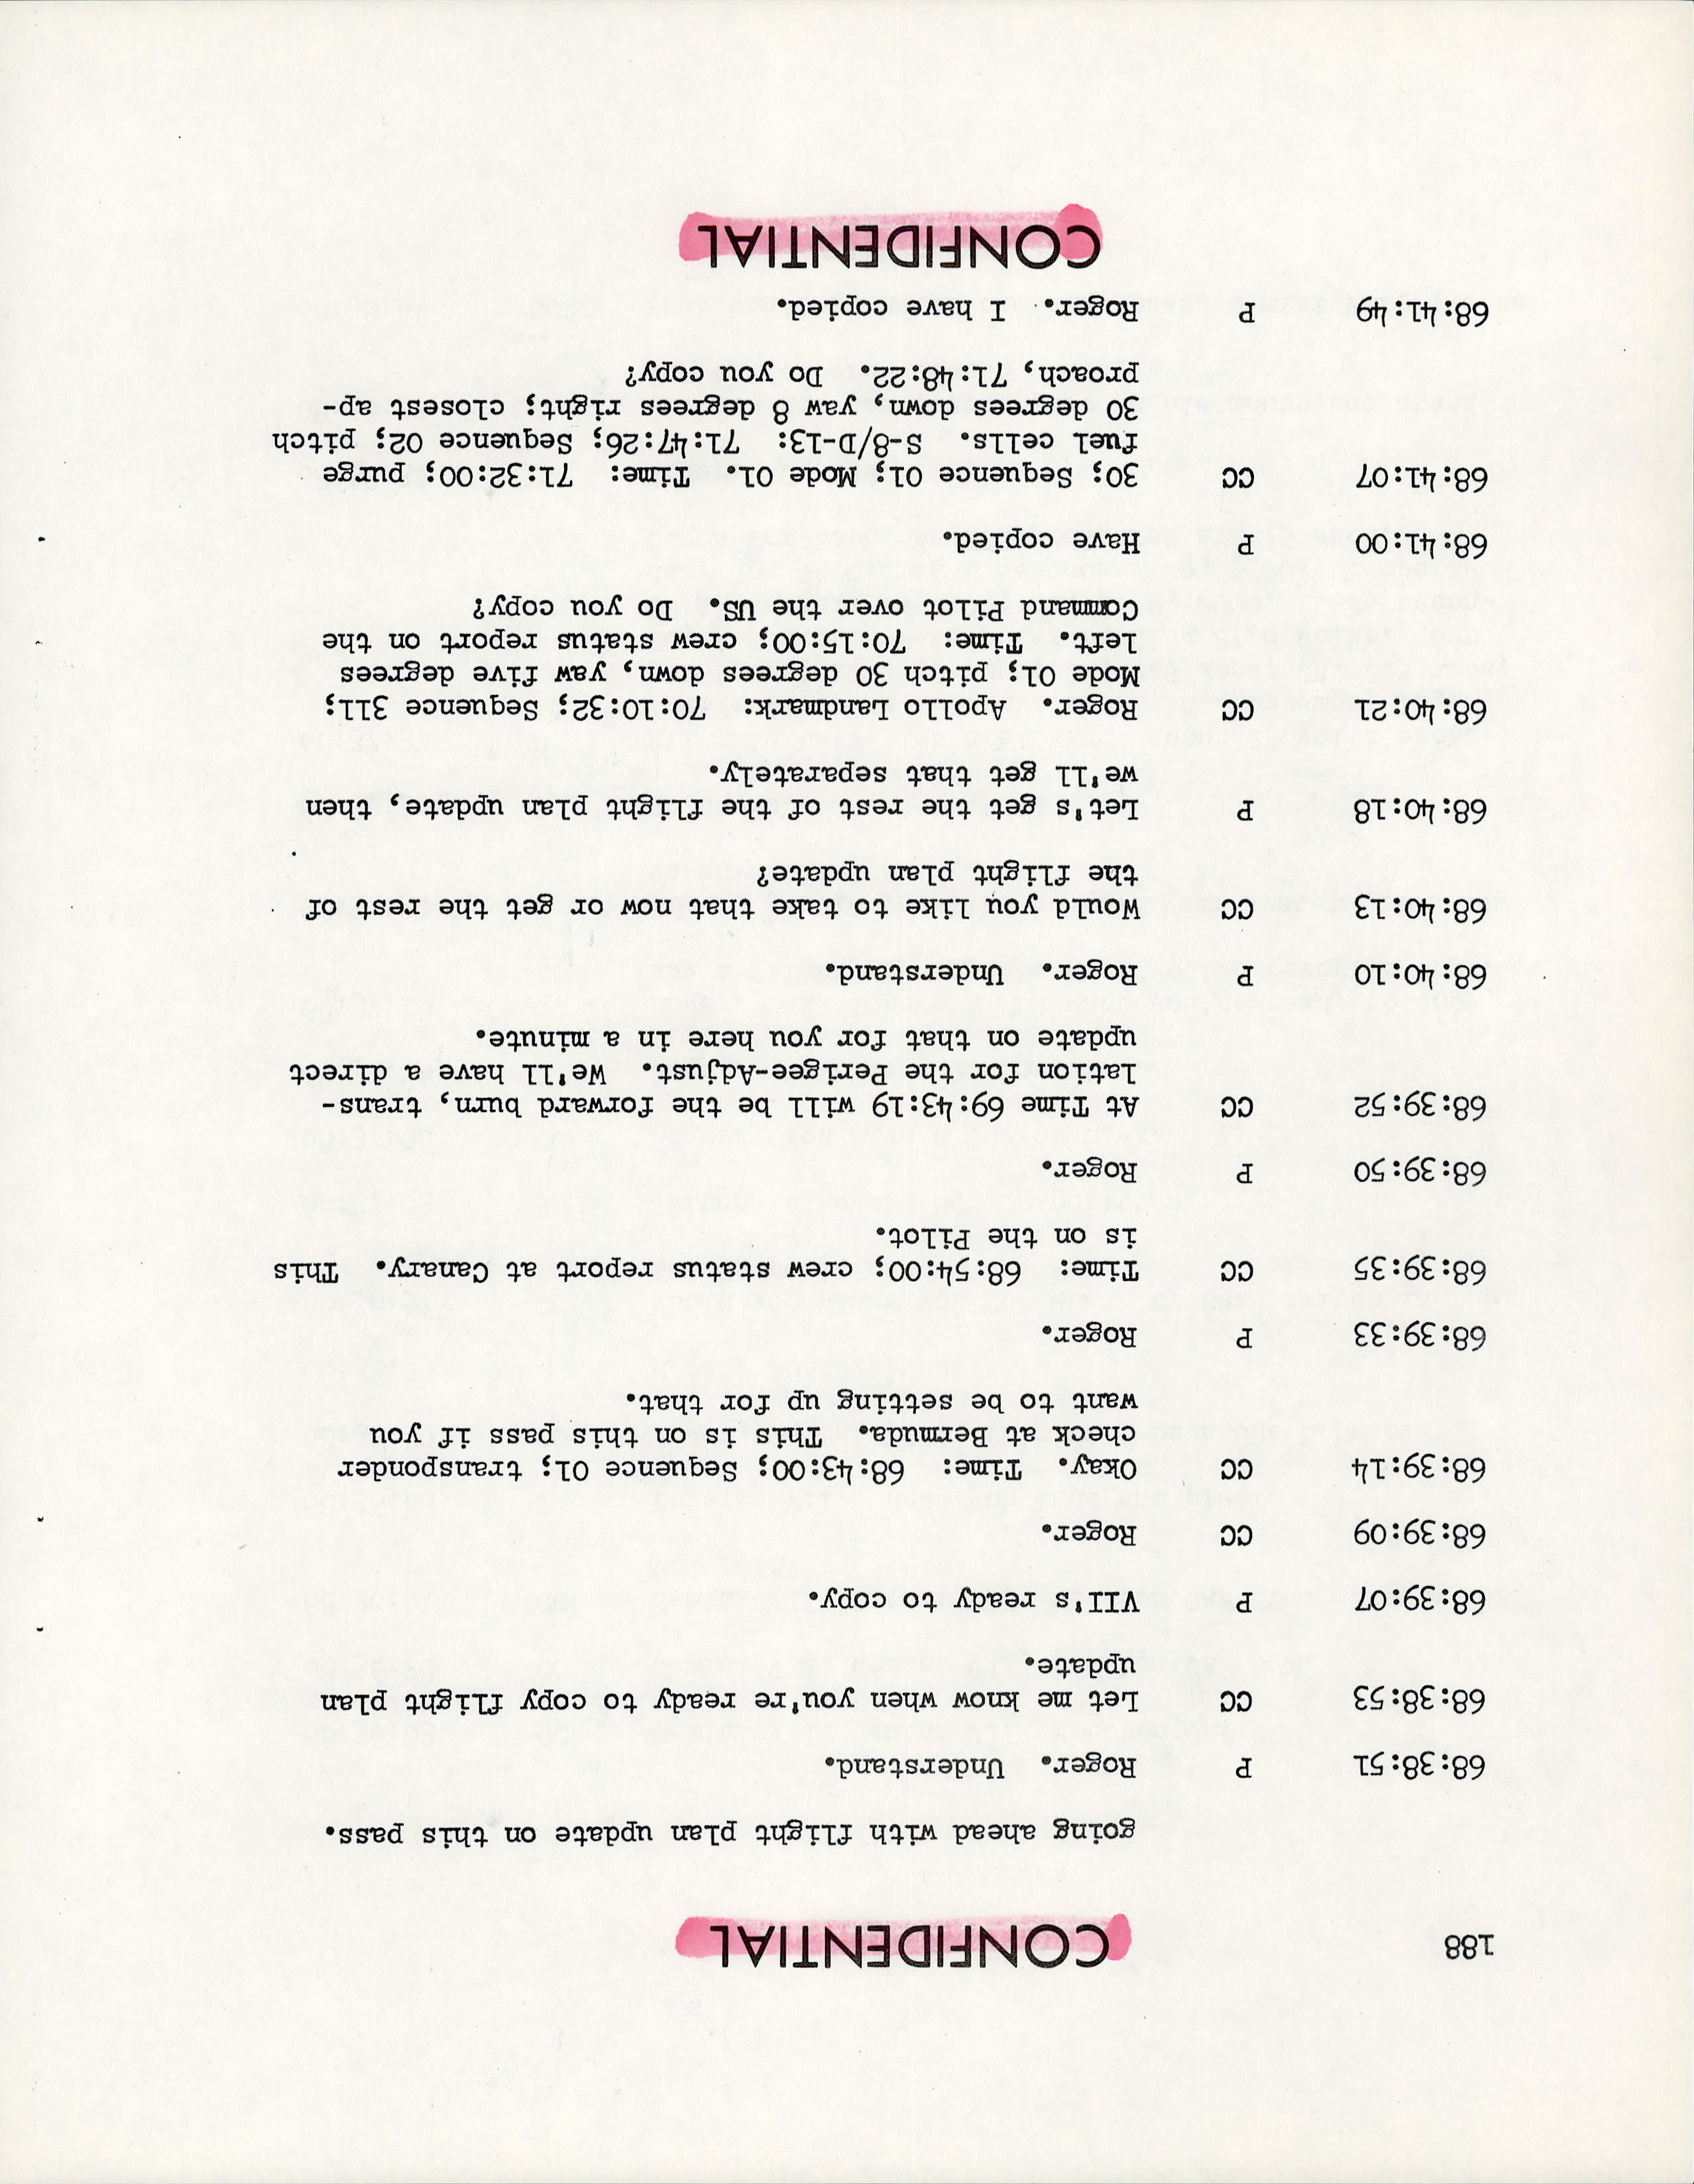 188
CONFIDENTIAL
going ahead with flight plan update on this pass.
68:38:51 P Roger. Understand.
68:38:53 CC Let me know when you're ready to copy flight plan
update.
68:39:07 P VII's ready to copy.
68:39:09 CC Roger.
68:39:14 CC Okay. Time: 68:43:00; Sequence 01; transponder
check at Bermuda. This is on this pass if you
want to be setting up for that.
68:39:33 P Roger.
68:39:35 CC Time: 68:54:00; crew status report at Canary. This
is on the Pilot.
68:39:50 P Roger.
68:39:52 CC At Time 69:43:19 will be the forward burn, trans-
lation for the Perigee-Adjust. We'll have a direct
update on that for you here in a minute.
68:40:10 P Roger. Understand.
68:40:13 CC Would you like to take that now or get the rest of
the flight plan update?
68:40:18 P Let's get the rest of the flight plan update, then
we'll get that separately.
68:40:21 CC Roger. Apollo Landmark: 70:10:32; Sequence 311;
Mode 01; pitch 30 degrees down, yaw five degrees
left. Time: 70:15:00; crew status report on the
Command Pilot over the US. Do you copy?
68:41:00 P Have copied.
68:41:07 CC 30; Sequence 01; Mode 01. Time: 71:32:00; purge
fuel cells. S-8/D-13: 71:47:26; Sequence 02; pitch
30 degrees down, yaw 8 degrees right; closest ap-
proach, 71:48:22. Do you copy?
68:41:49 P Roger. I have copied.
CONFIDENTIAL